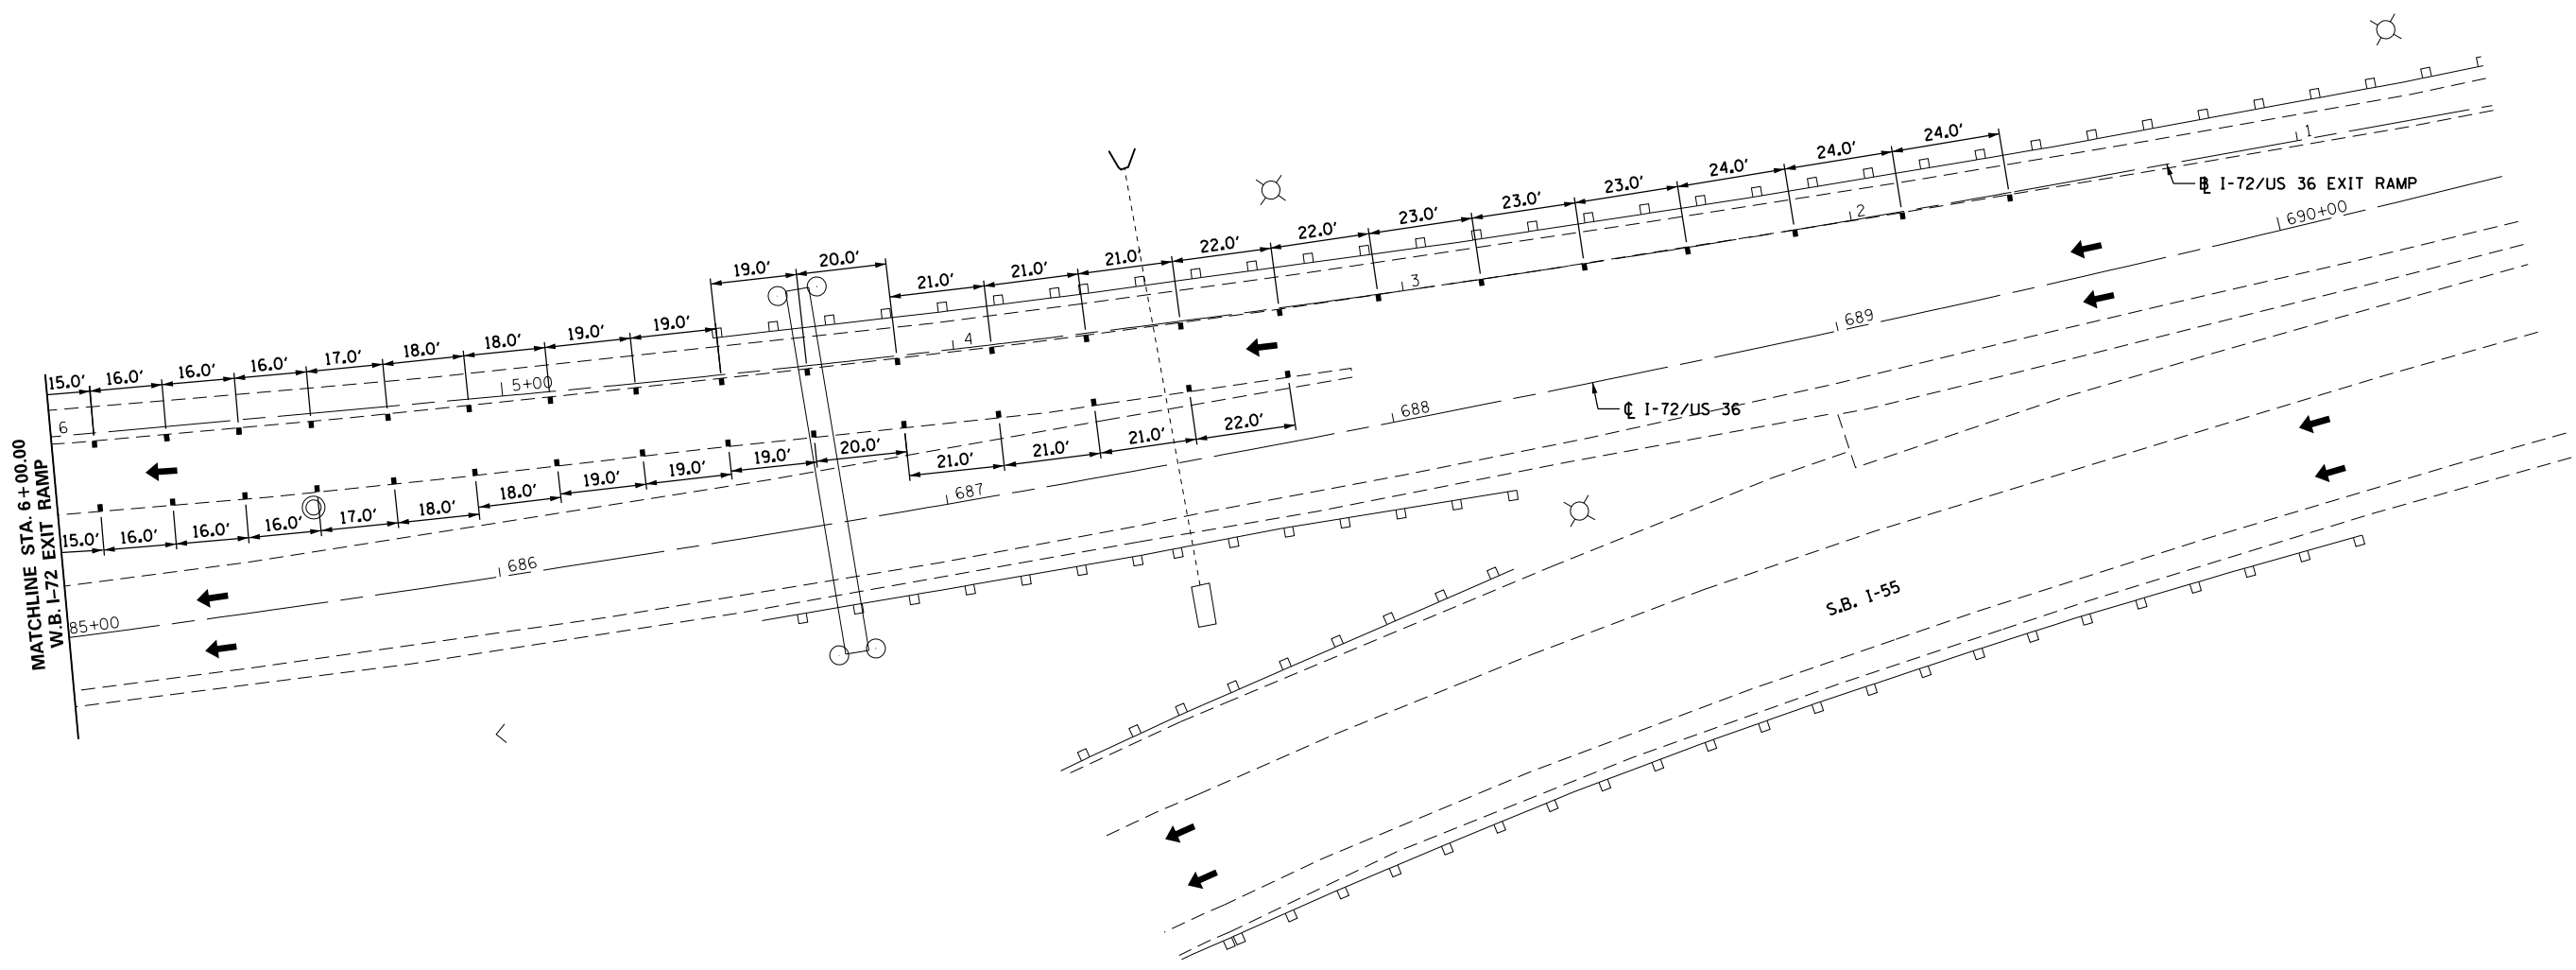 MATCHLINE STA. 6+00.00
W.B. I-72 EXIT RAMP
15.0' 16.0' 16.0' 16.0' 17.0' 18.0' 18.0' 19.0' 19.0' 19.0' 20.0' 21.0' 21.0' 21.0' 22.0' 22.0' 23.0' 23.0' 23.0' 24.0' 24.0' 24.0'
6 5+00 4 3 2 1
℄ I-72/US 36 EXIT RAMP
15.0' 16.0' 16.0' 16.0' 17.0' 18.0' 18.0' 19.0' 19.0' 19.0' 20.0' 21.0' 21.0' 21.0' 22.0'
85+00 686 687 688 689 690+00
℄ I-72/US 36
S.B. I-55